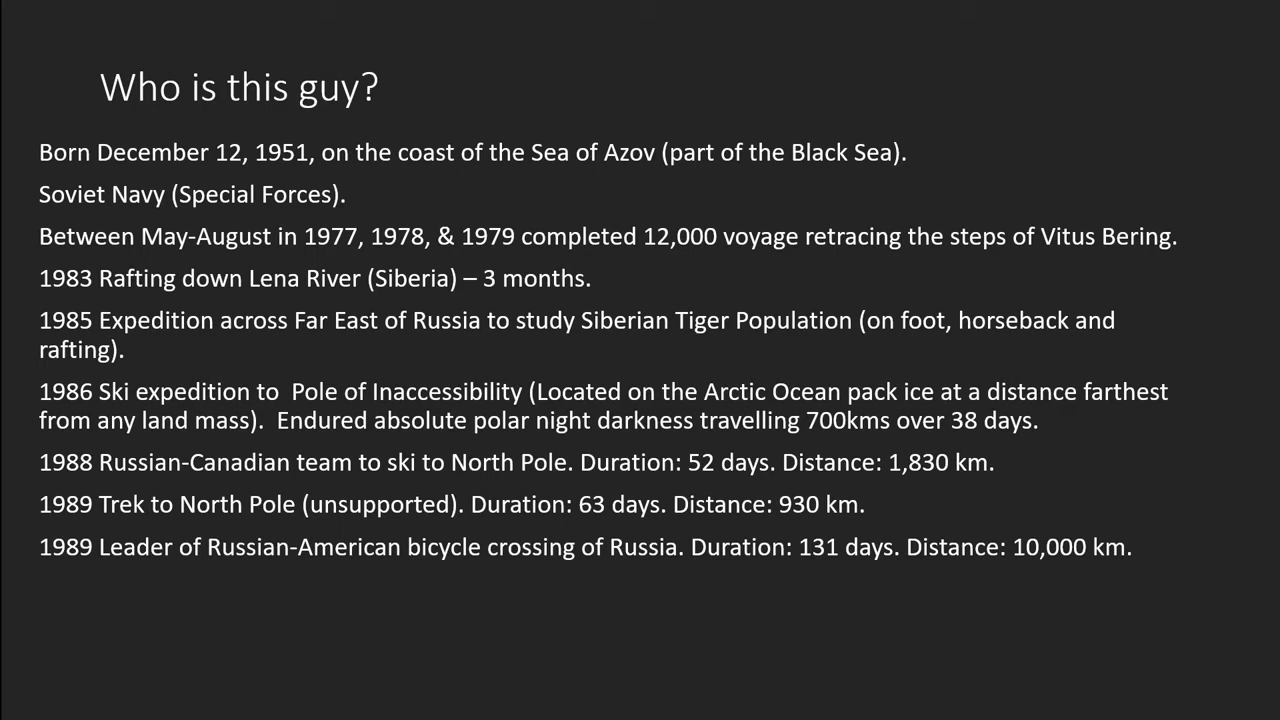 Who is this guy?
Born December 12, 1951, on the coast of the Sea of Azov (part of the Black Sea).
Soviet Navy (Special Forces).
Between May-August in 1977, 1978, & 1979 completed 12,000 voyage retracing the steps of Vitus Bering.
1983 Rafting down Lena River (Siberia) – 3 months.
1985 Expedition across Far East of Russia to study Siberian Tiger Population (on foot, horseback and
rafting).
1986 Ski expedition to  Pole of Inaccessibility (Located on the Arctic Ocean pack ice at a distance farthest
from any land mass).  Endured absolute polar night darkness travelling 700kms over 38 days.
1988 Russian-Canadian team to ski to North Pole. Duration: 52 days. Distance: 1,830 km.
1989 Trek to North Pole (unsupported). Duration: 63 days. Distance: 930 km.
1989 Leader of Russian-American bicycle crossing of Russia. Duration: 131 days. Distance: 10,000 km.